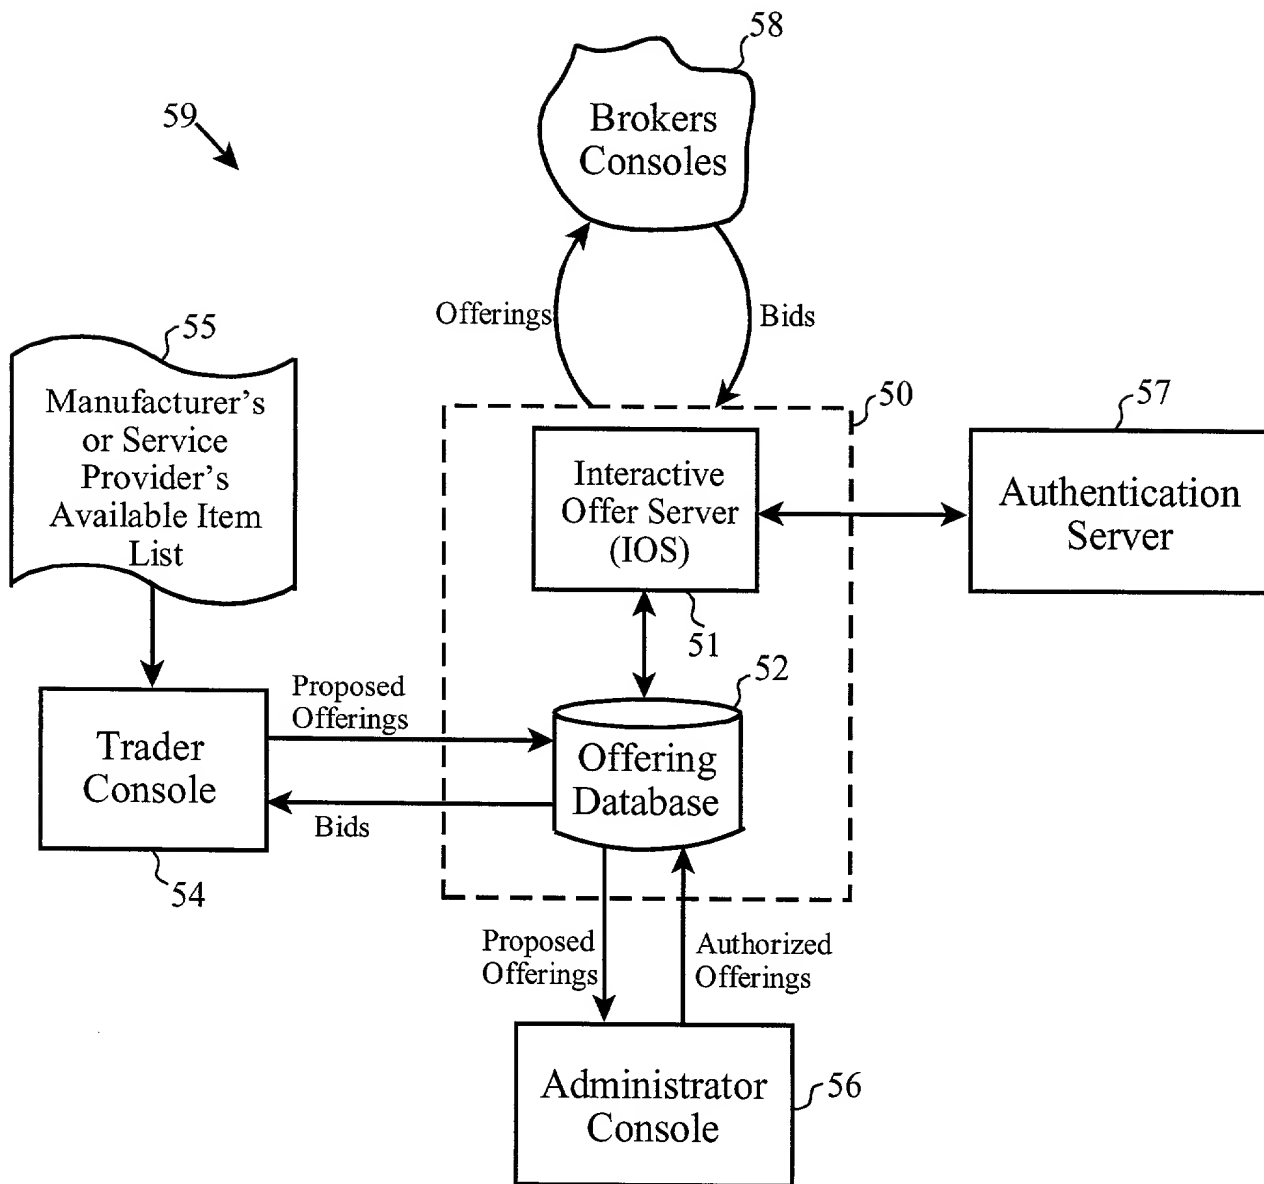 58
Brokers
Consoles
59
Offerings
Bids
55
Manufacturer's
or Service
Provider's
Available Item
List
50
57
Interactive
Offer Server
(IOS)
Authentication
Server
51
52
Proposed
Offerings
Trader
Console
Offering
Database
Bids
54
Proposed
Offerings
Authorized
Offerings
Administrator
Console
56